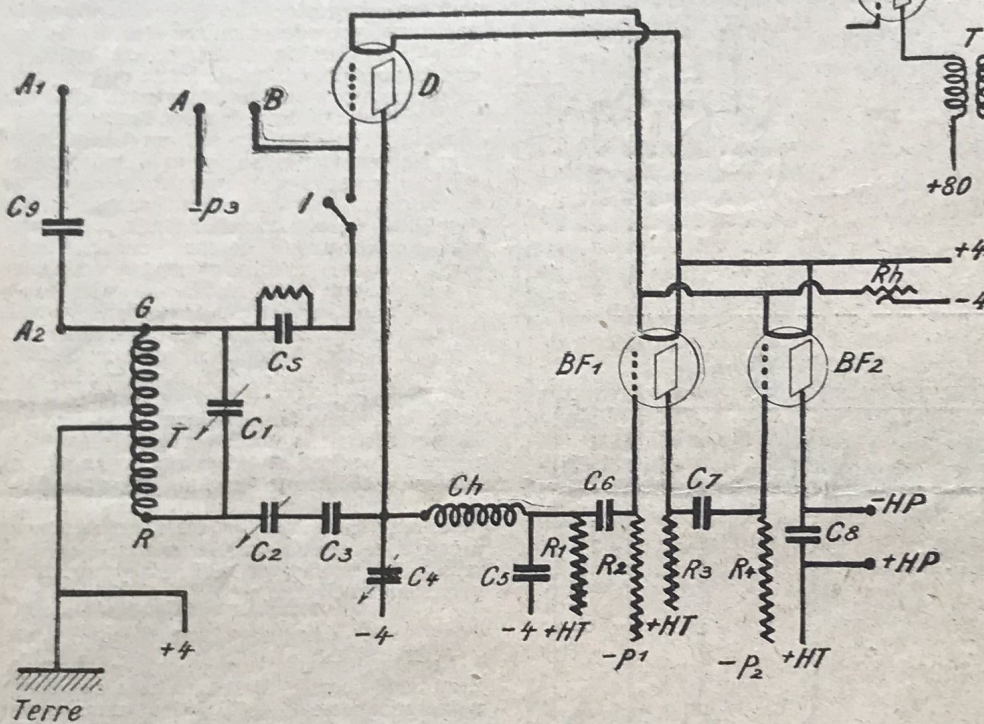 T
+80
A1
A
B
D
C9
-P3
I
+4
Rh
-4
A2
G
C5
BF1
BF2
T
C1
Ch
C6
C7
-HP
R
C2
C3
C4
C5
R1
R2
R3
R4
C8
+HP
+4
-4
-4
+HT
+HT
-P1
-P2
+HT
Terre